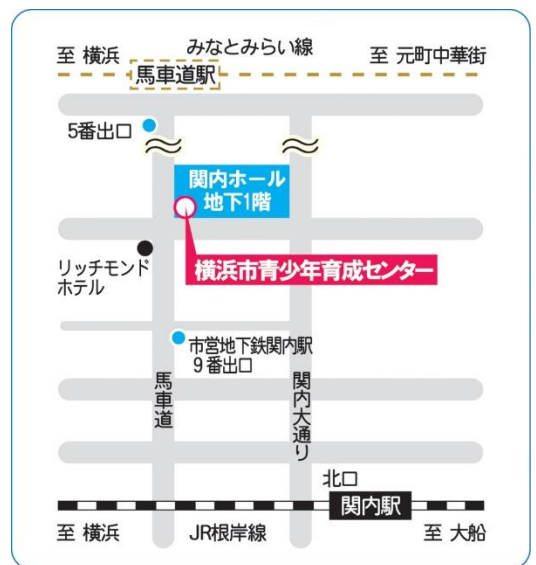 みなとみらい線
至 横浜
至 元町中華街
馬車道駅
5番出口
関内ホール
地下1階
横浜市青少年育成センター
リッチモンド
ホテル
市営地下鉄関内駅
9番出口
馬車道
関内大通り
北口
関内駅
至 横浜
JR根岸線
至 大船